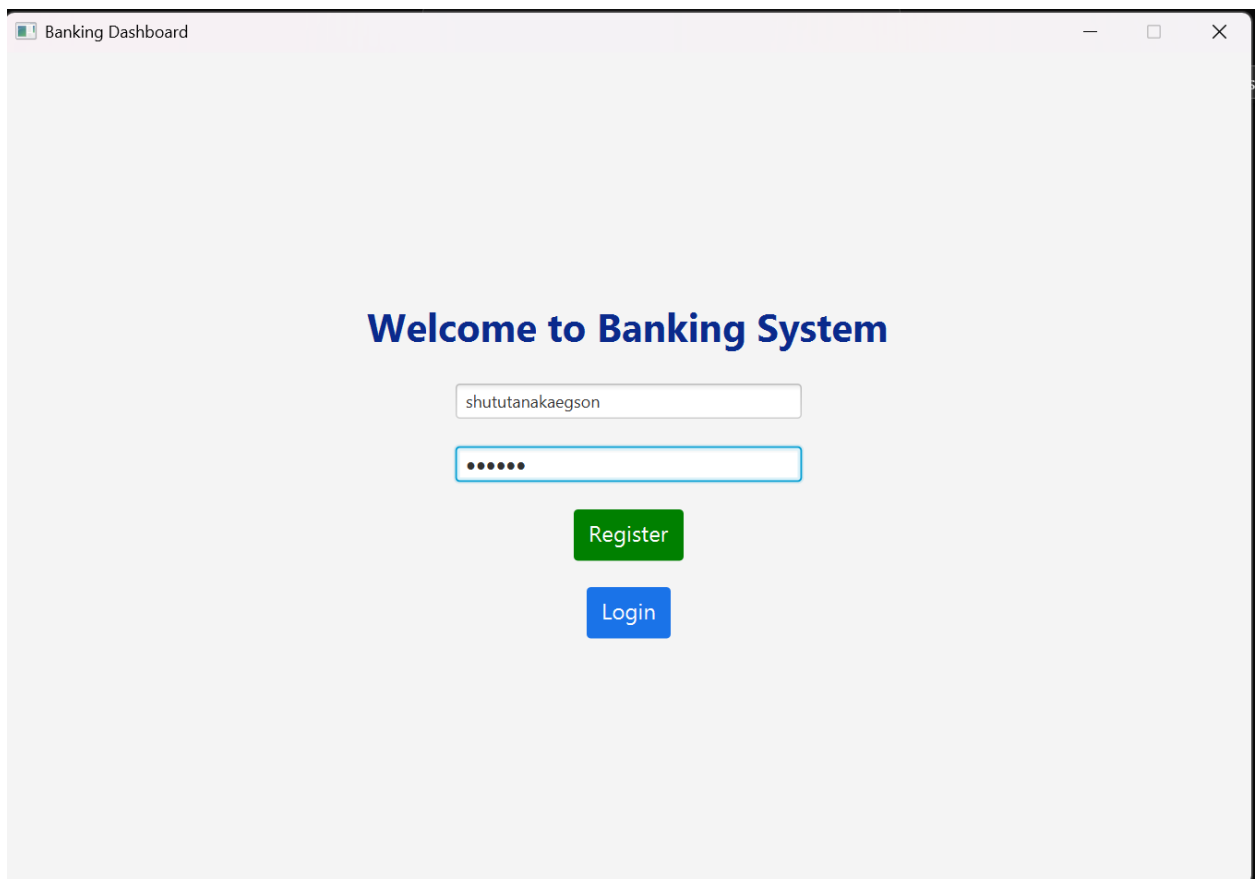 Banking Dashboard
Welcome to Banking System
shututanakaegson
••••••
Register
Login